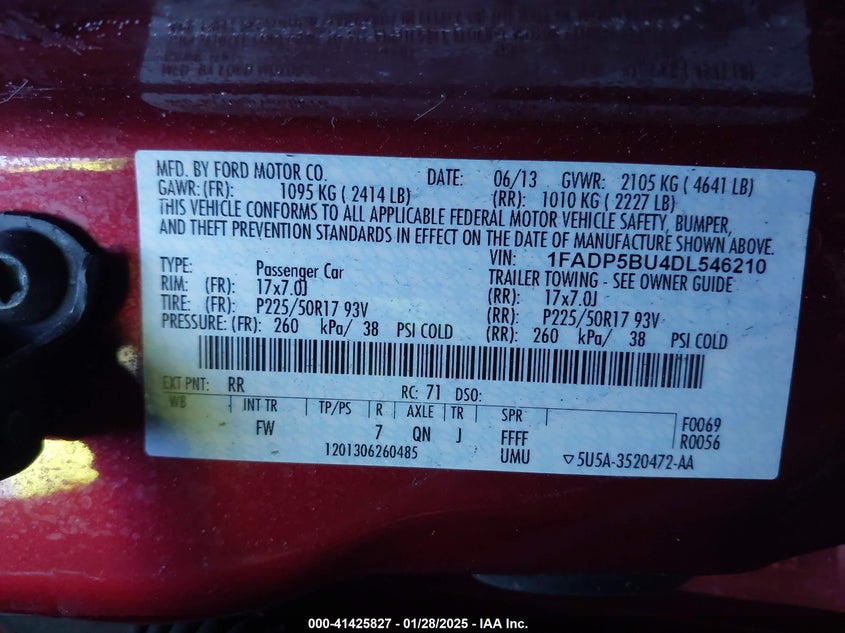 MFD. BY FORD MOTOR CO. DATE: 06/13 GVWR: 2105 KG ( 4641 LB)
GAWR: (FR): 1095 KG ( 2414 LB) (RR): 1010 KG ( 2227 LB)
THIS VEHICLE CONFORMS TO ALL APPLICABLE FEDERAL MOTOR VEHICLE SAFETY, BUMPER,
AND THEFT PREVENTION STANDARDS IN EFFECT ON THE DATE OF MANUFACTURE SHOWN ABOVE.
VIN: 1FADP5BU4DL546210
TYPE: Passenger Car TRAILER TOWING - SEE OWNER GUIDE
RIM: (FR): 17x7.0J (RR): 17x7.0J
TIRE: (FR): P225/50R17 93V (RR): P225/50R17 93V
PRESSURE: (FR): 260 kPa/ 38 PSI COLD (RR): 260 kPa/ 38 PSI COLD
EXT PNT: RR RC: 71 DSO:
WB INT TR TP/PS R AXLE TR SPR F0069
FW 7 QN J FFFF R0056
1201306260485 UMU ▽5U5A-3520472-AA
000-41425827 - 01/28/2025 - IAA Inc.